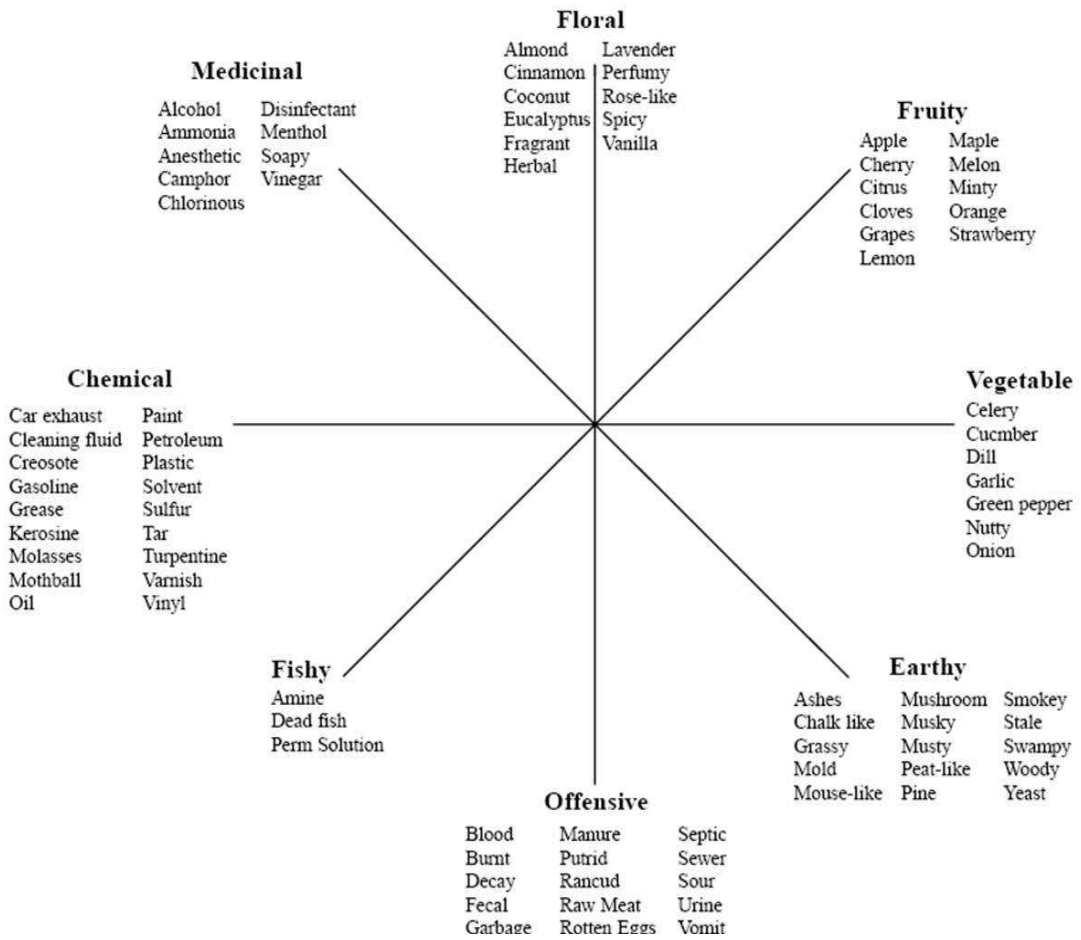 Floral
Almond Lavender
Cinnamon Perfumy
Coconut Rose-like
Eucalyptus Spicy
Fragrant Vanilla
Herbal
Medicinal
Alcohol Disinfectant
Ammonia Menthol
Anesthetic Soapy
Camphor Vinegar
Chlorinous
Fruity
Apple Maple
Cherry Melon
Citrus Minty
Cloves Orange
Grapes Strawberry
Lemon
Chemical
Car exhaust Paint
Cleaning fluid Petroleum
Creosote Plastic
Gasoline Solvent
Grease Sulfur
Kerosine Tar
Molasses Turpentine
Mothball Varnish
Oil Vinyl
Vegetable
Celery
Cucmber
Dill
Garlic
Green pepper
Nutty
Onion
Fishy
Amine
Dead fish
Perm Solution
Earthy
Ashes Mushroom Smokey
Chalk like Musky Stale
Grassy Musty Swampy
Mold Peat-like Woody
Mouse-like Pine Yeast
Offensive
Blood Manure Septic
Burnt Putrid Sewer
Decay Rancud Sour
Fecal Raw Meat Urine
Garbage Rotten Eggs Vomit